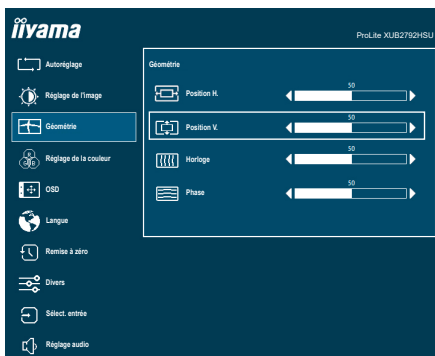 iiyama
ProLite XUB2792HSU
Autoréglage
Réglage de l'image
Géométrie
Réglage de la couleur
R
G B
OSD
Langue
Remise à zéro
Divers
Sélect. entrée
Réglage audio
Géométrie
Position H.
50
Position V.
50
Horloge
50
Phase
50